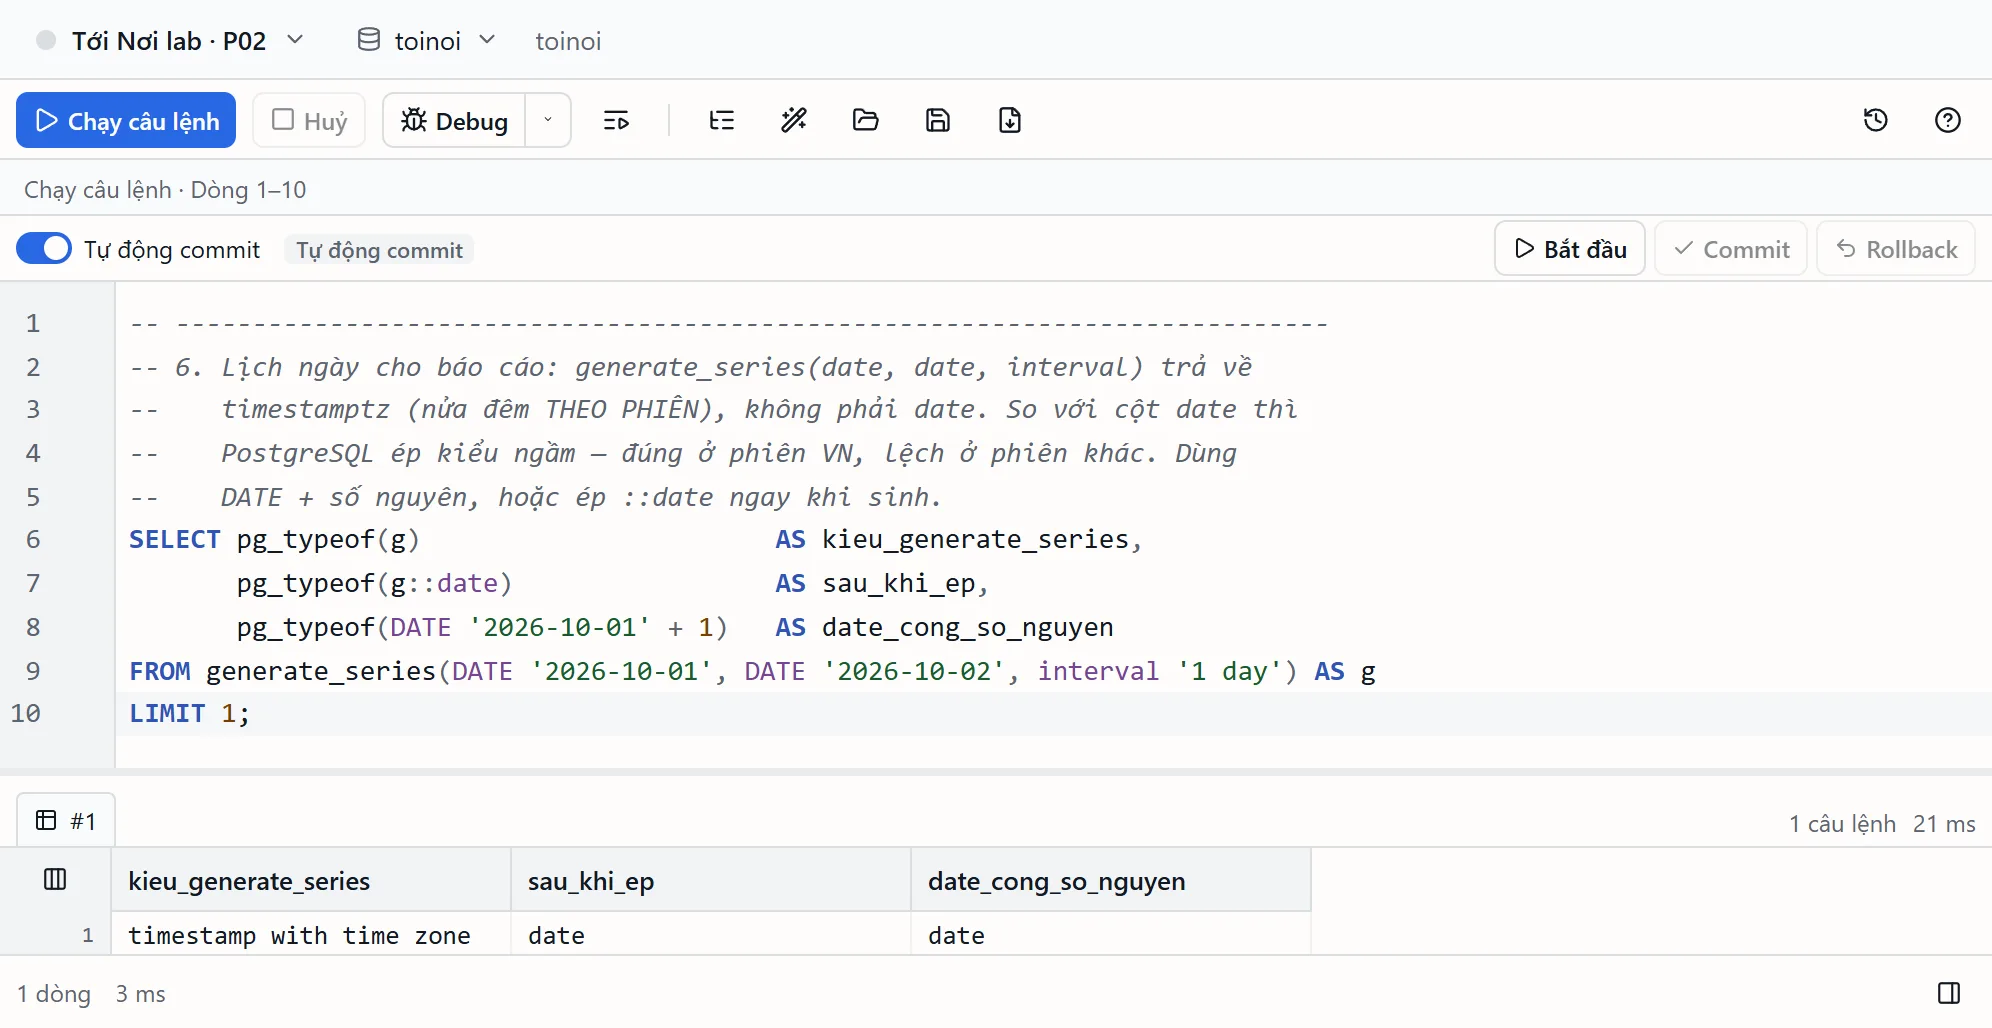 Tới Nơi lab · P02 toinoi toinoi
Chạy câu lệnh Huỷ Debug
Chạy câu lệnh · Dòng 1–10
Tự động commit Tự động commit Bắt đầu Commit Rollback
1 -- ---------------------------------------------------------------------------
2 -- 6. Lịch ngày cho báo cáo: generate_series(date, date, interval) trả về
3 --    timestamptz (nửa đêm THEO PHIÊN), không phải date. So với cột date thì
4 --    PostgreSQL ép kiểu ngầm — đúng ở phiên VN, lệch ở phiên khác. Dùng
5 --    DATE + số nguyên, hoặc ép ::date ngay khi sinh.
6 SELECT pg_typeof(g)                       AS kieu_generate_series,
7        pg_typeof(g::date)                 AS sau_khi_ep,
8        pg_typeof(DATE '2026-10-01' + 1)   AS date_cong_so_nguyen
9 FROM generate_series(DATE '2026-10-01', DATE '2026-10-02', interval '1 day') AS g
10 LIMIT 1;
#1 1 câu lệnh 21 ms
kieu_generate_series sau_khi_ep date_cong_so_nguyen
1 timestamp with time zone date date
1 dòng 3 ms